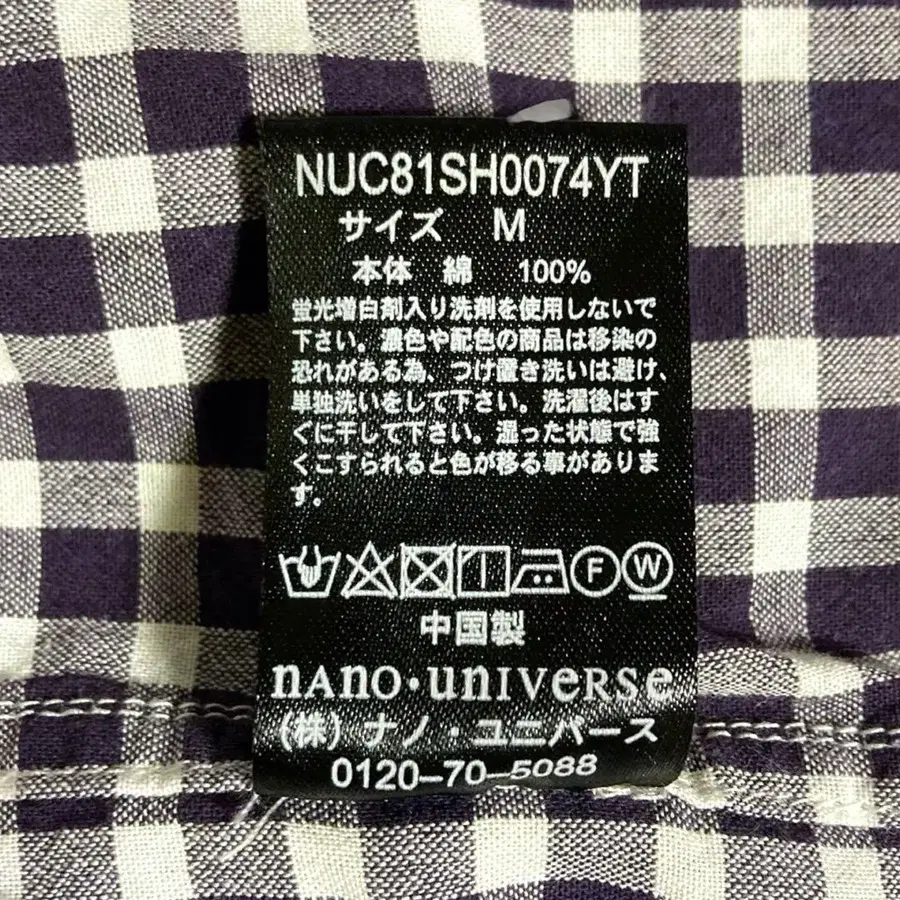 NUC81SH0074YT
サイズ M
本体 綿 100%
蛍光増白剤入り洗剤を使用しないで
下さい。濃色や配色の商品は移染の
恐れがある為、つけ置き洗いは避け、
単独洗いをして下さい。洗濯後はす
ぐに干して下さい。湿った状態で強
くこすられると色が移る事がありま
す。
F W
中国製
nano・universe
(株) ナノ・ユニバース
0120-70-5088